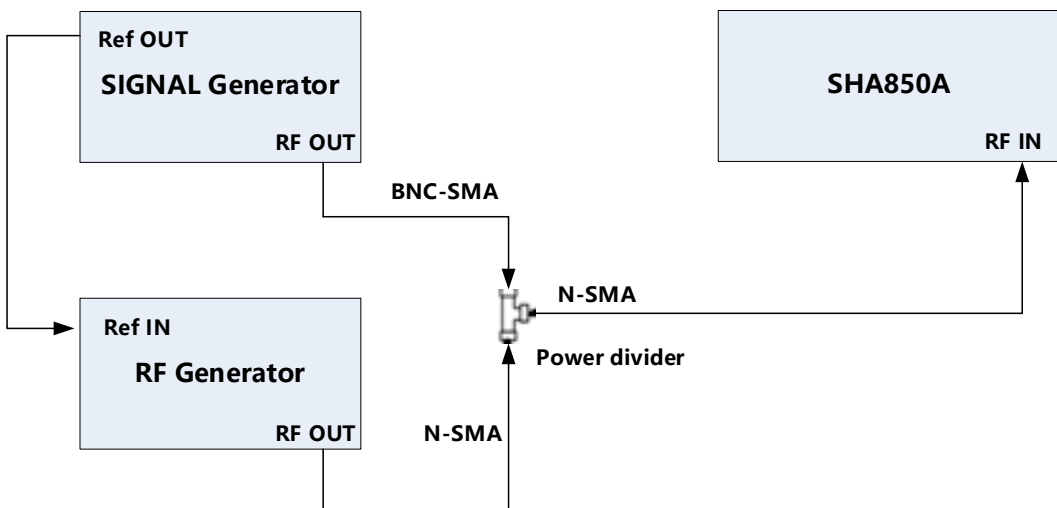 Ref OUT
SIGNAL Generator
RF OUT
SHA850A
RF IN
BNC-SMA
N-SMA
Power divider
Ref IN
RF Generator
RF OUT
N-SMA